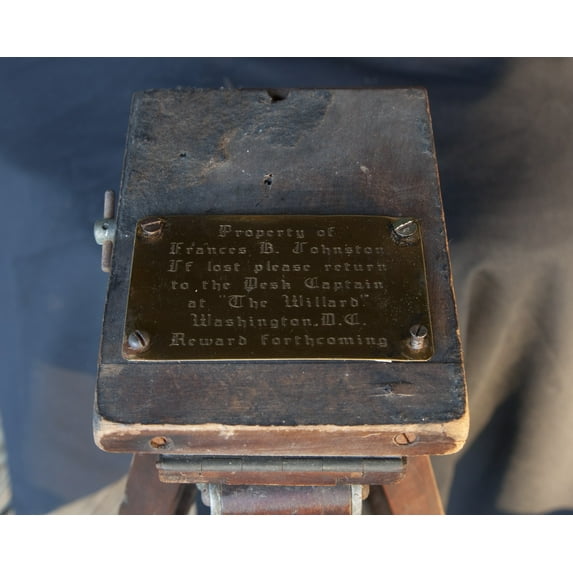 Property of
Frances B. Johnston
If lost please return
to the Desk Captain
at "The Willard"
Washington, D.C.
Reward forthcoming